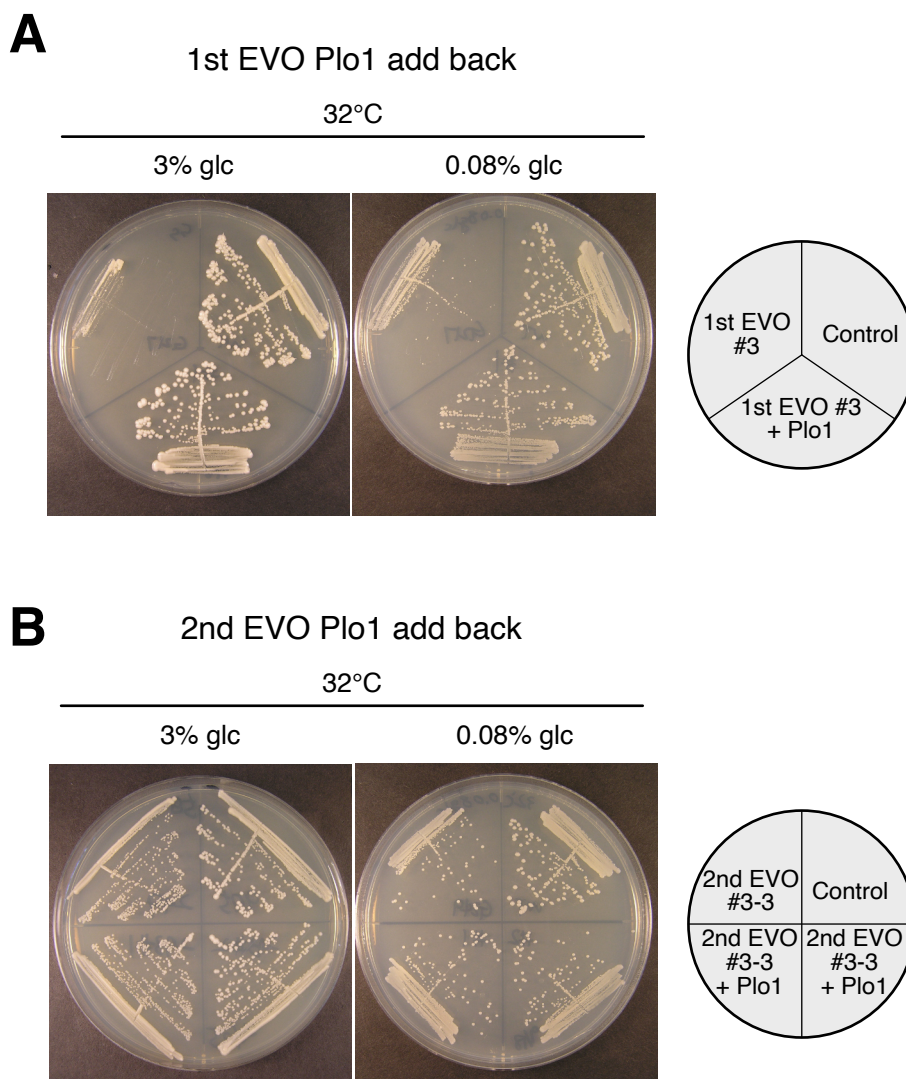 A
1st EVO Plo1 add back
32°C
3% glc
0.08% glc
1st EVO
#3
Control
1st EVO #3
+ Plo1
B
2nd EVO Plo1 add back
32°C
3% glc
0.08% glc
2nd EVO
#3-3
Control
2nd EVO
#3-3
+ Plo1
2nd EVO
#3-3
+ Plo1